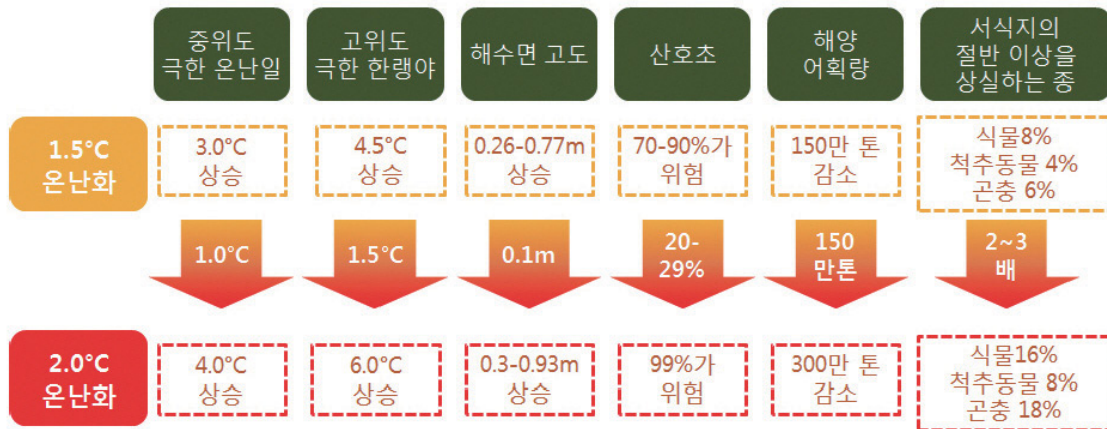 중위도
극한 온난일
고위도
극한 한랭야
해수면 고도
산호초
해양
어획량
서식지의
절반 이상을
상실하는 종
1.5°C
온난화
3.0°C
상승
4.5°C
상승
0.26-0.77m
상승
70-90%가
위험
150만 톤
감소
식물8%
척추동물 4%
곤충 6%
1.0°C
1.5°C
0.1m
20-
29%
150
만톤
2~3
배
2.0°C
온난화
4.0°C
상승
6.0°C
상승
0.3-0.93m
상승
99%가
위험
300만 톤
감소
식물16%
척추동물 8%
곤충 18%